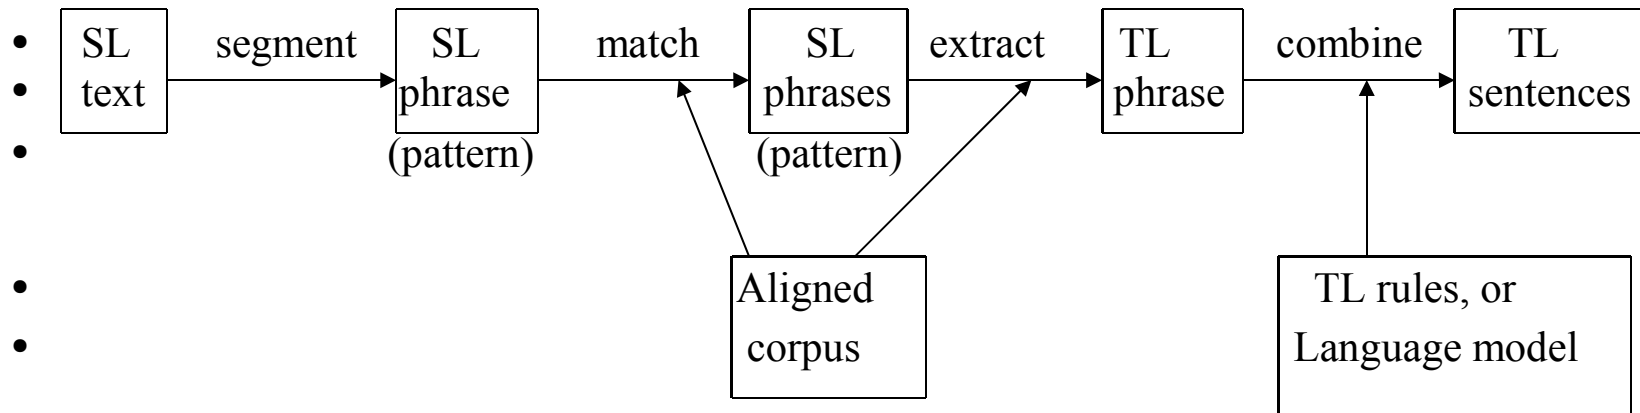 • SL segment SL match SL extract TL combine TL
• text phrase phrases phrase sentences
• (pattern) (pattern)
• Aligned TL rules, or
• corpus Language model